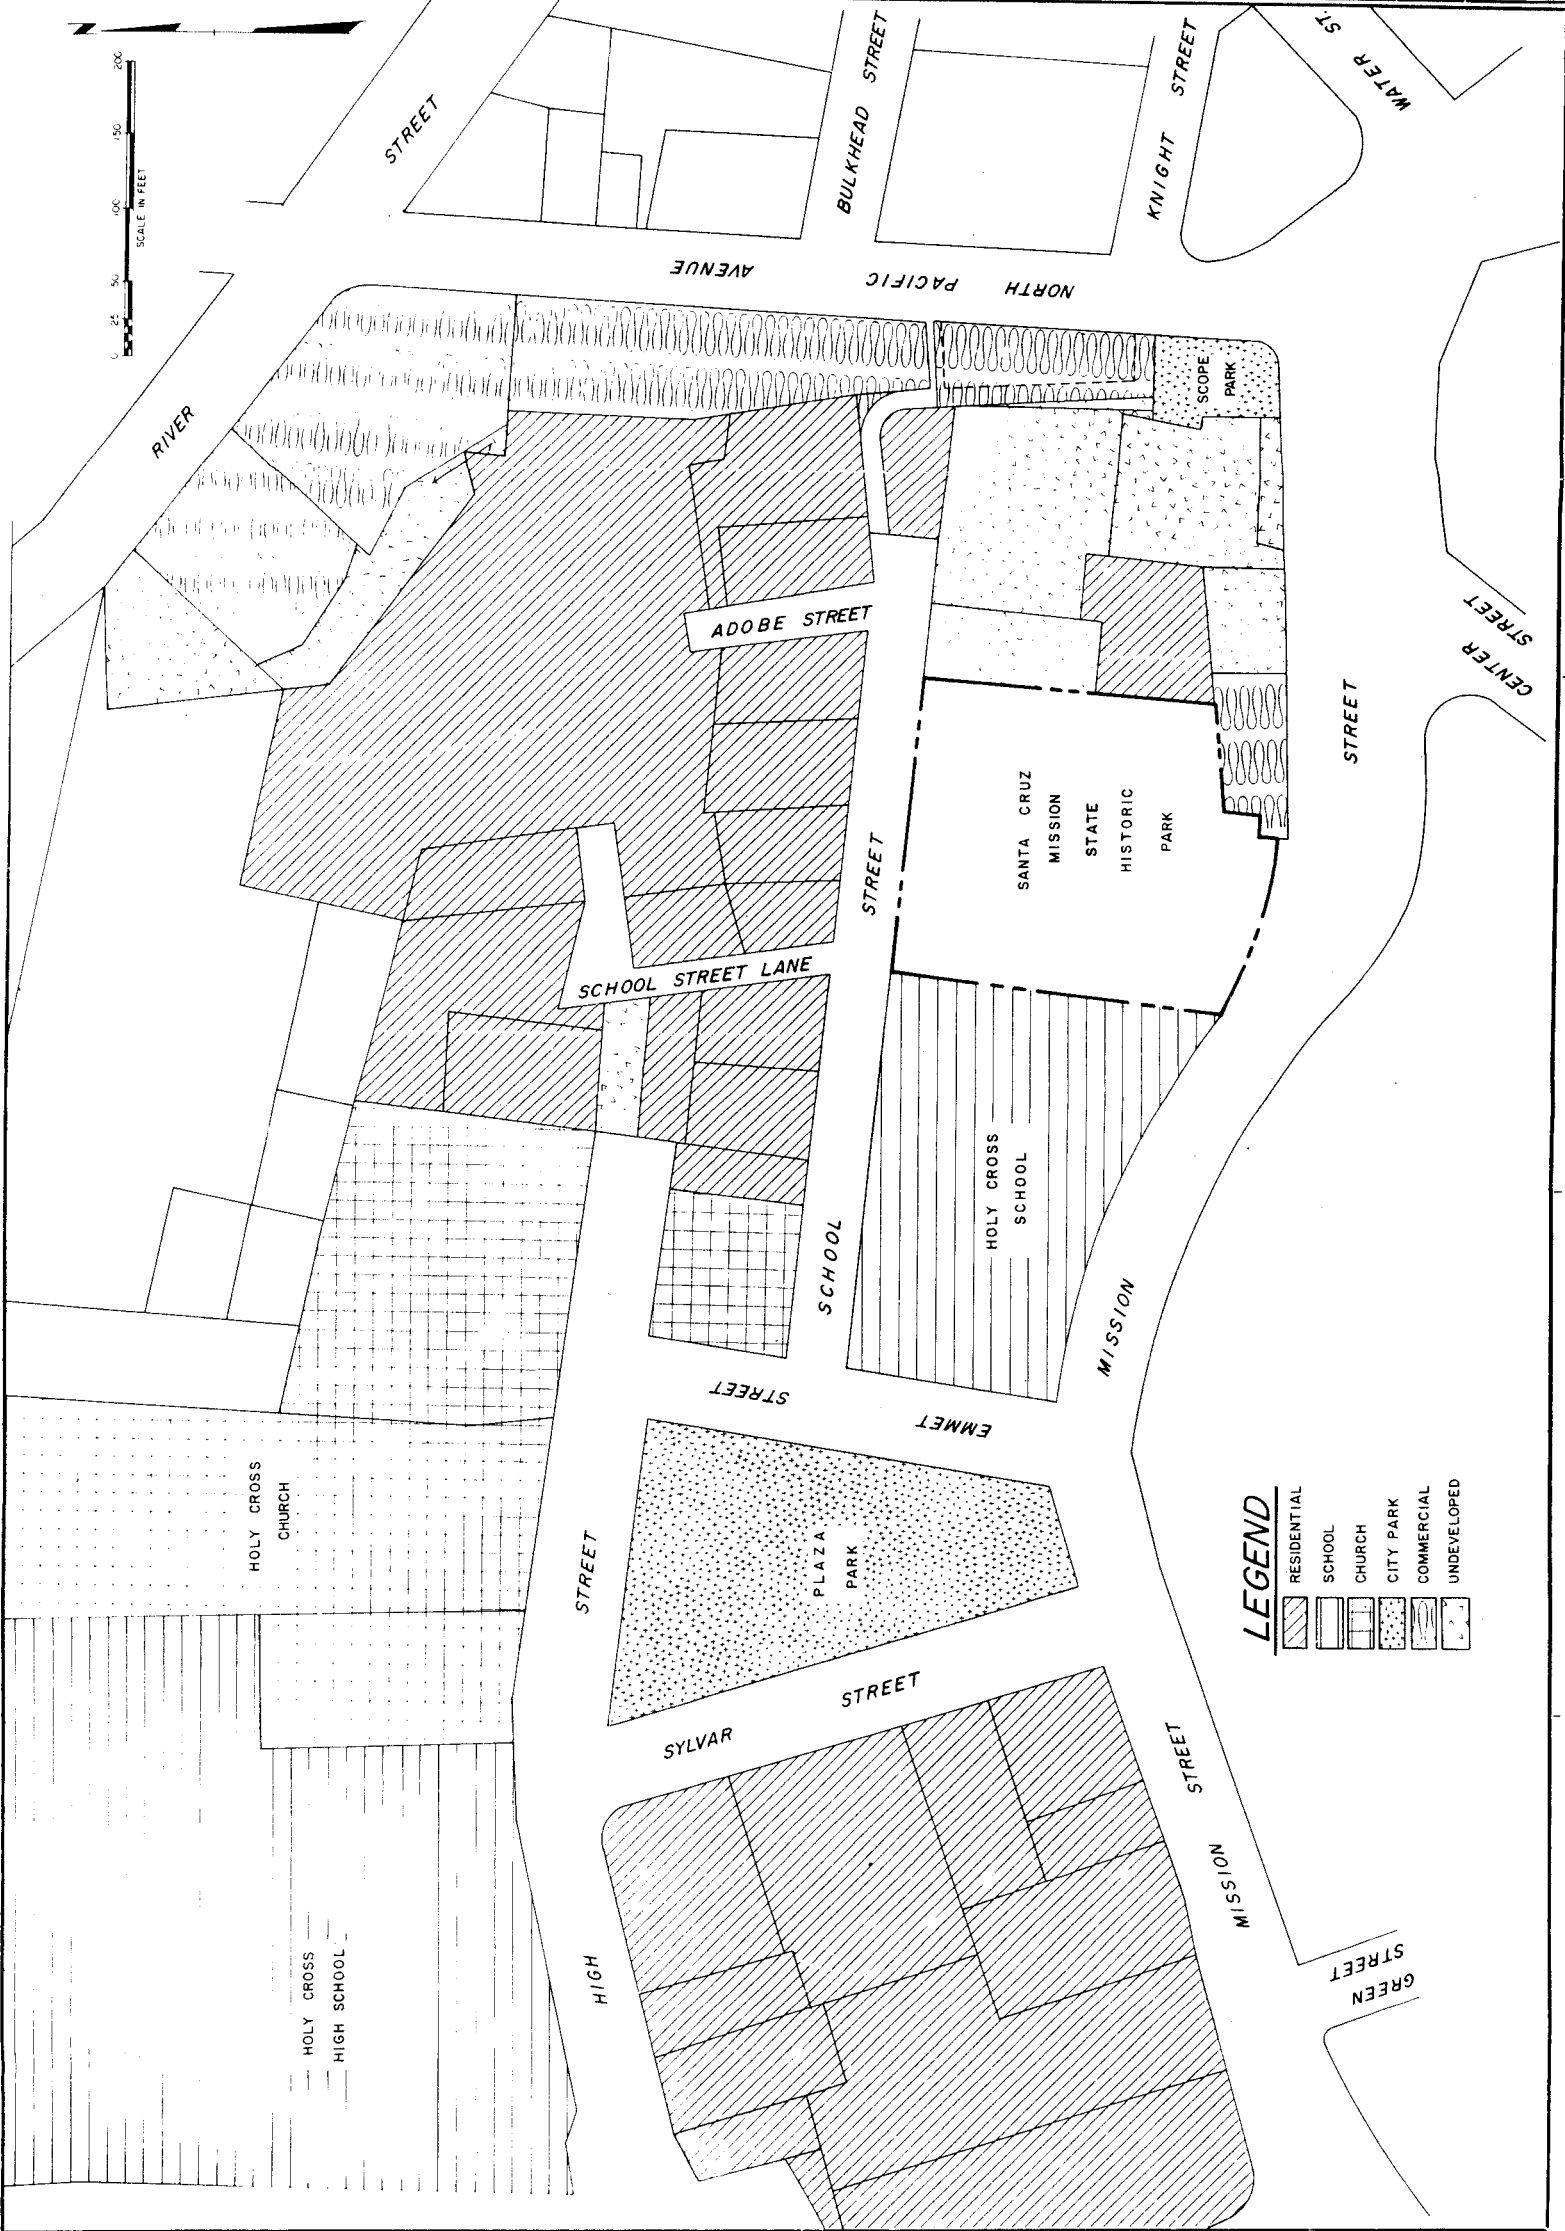 N
0 25 50 100 150 200
SCALE IN FEET
RIVER
STREET
BULKHEAD STREET
KNIGHT STREET
WATER ST.
NORTH PACIFIC AVENUE
SCOPE
PARK
ADOBE STREET
SCHOOL STREET LANE
SCHOOL STREET
SANTA CRUZ
MISSION
STATE
HISTORIC
PARK
CENTER
STREET
MISSION STREET
HOLY CROSS
SCHOOL
EMMET STREET
HOLY CROSS
CHURCH
PLAZA
PARK
HIGH STREET
SYLVAR STREET
MISSION STREET
HOLY CROSS
HIGH SCHOOL
GREEN
STREET
LEGEND
RESIDENTIAL
SCHOOL
CHURCH
CITY PARK
COMMERCIAL
UNDEVELOPED